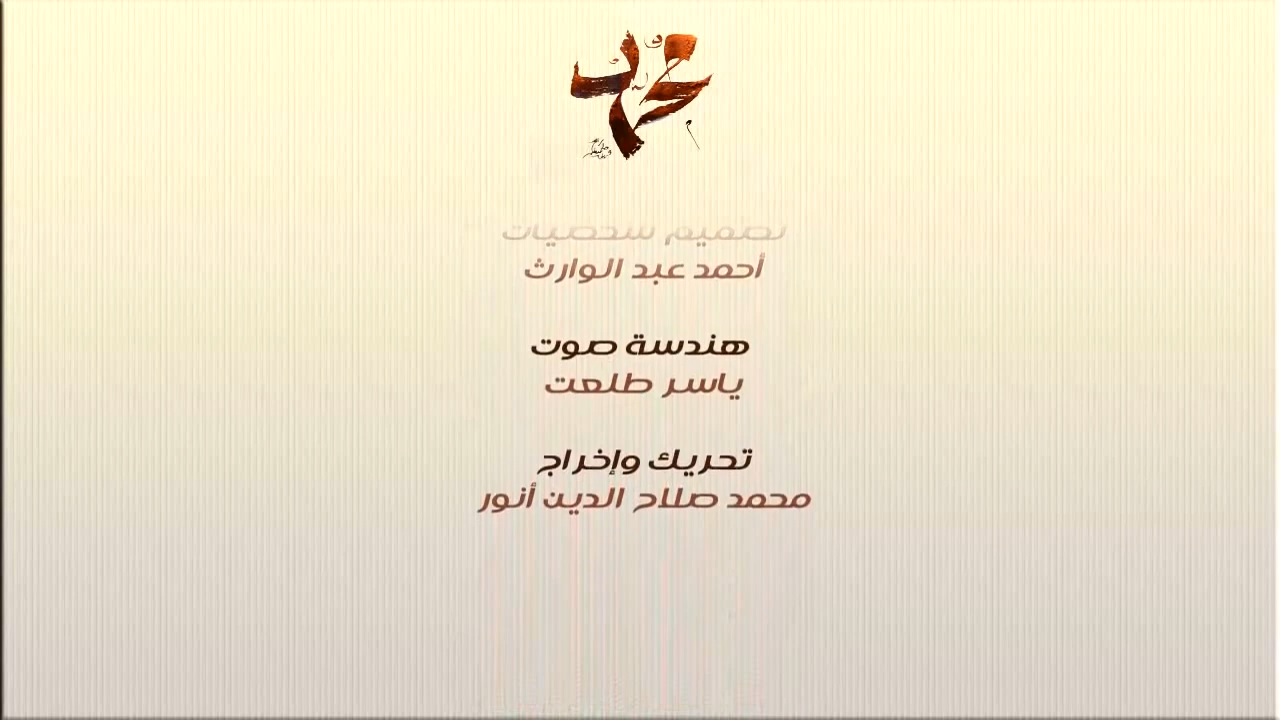 محمد
تصميم شخصيات
أحمد عبد الوارث
هندسة صوت
ياسر طلعت
تحريك وإخراج
محمد صلاح الدين أنور